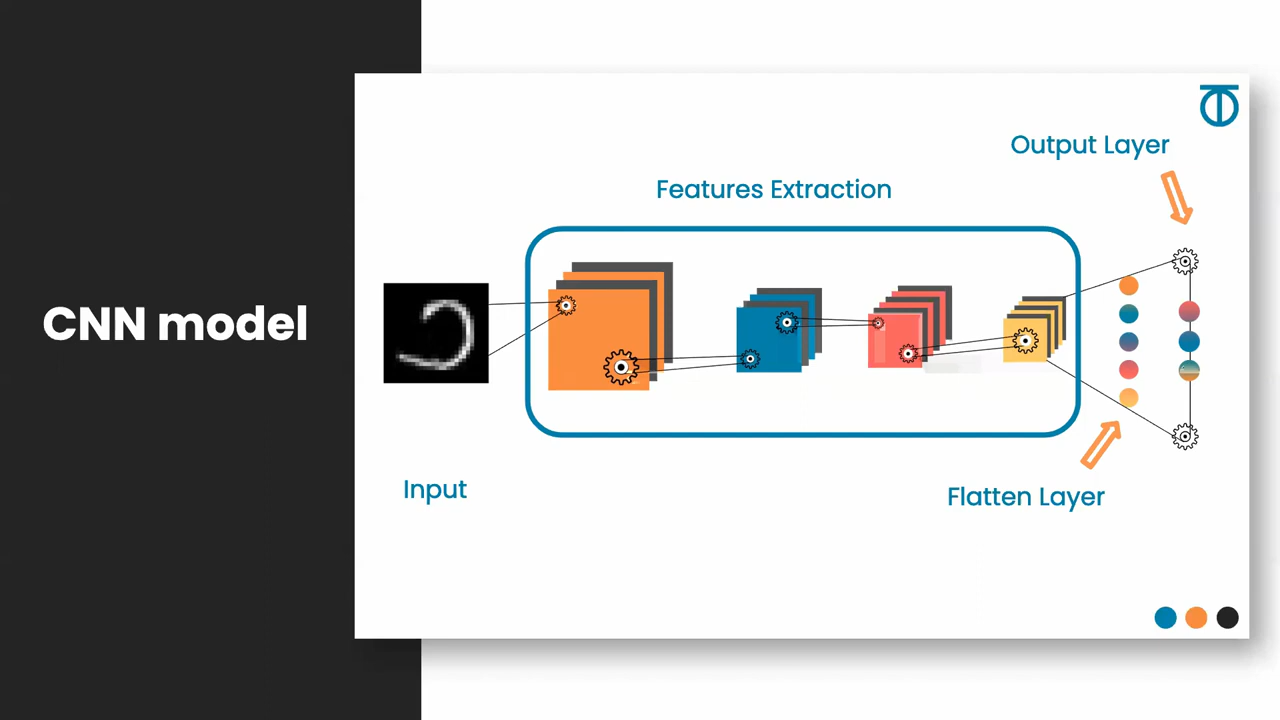 CNN model
Output Layer
Features Extraction
Input
Flatten Layer